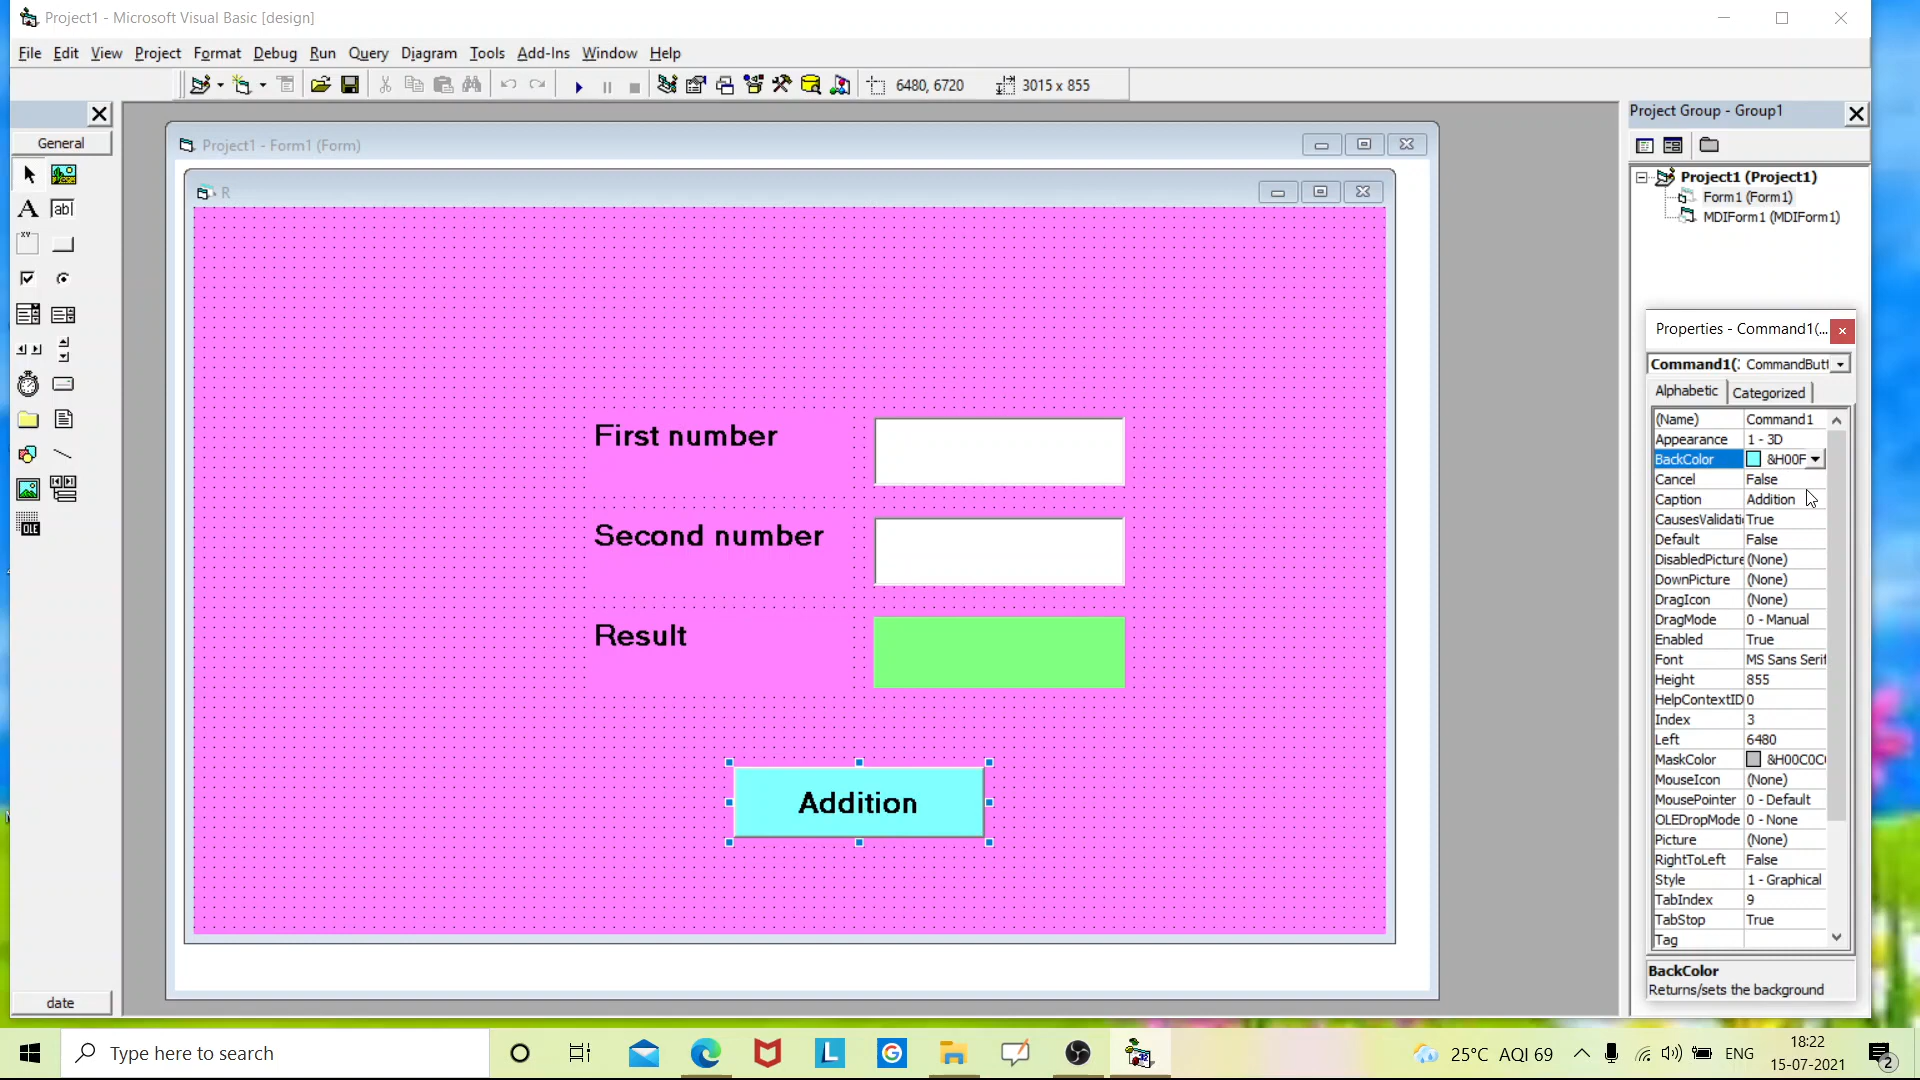 Project1 - Microsoft Visual Basic [design]
File Edit View Project Format Debug Run Query Diagram Tools Add-Ins Window Help
6480, 6720 3015 x 855
General
Project1 - Form1 (Form)
R
First number
Second number
Result
Addition
date
Project Group - Group1
Project1 (Project1)
Form1 (Form1)
MDIForm1 (MDIForm1)
Properties - Command1(...
Command1(: CommandButt
Alphabetic Categorized
(Name) Command1
Appearance 1 - 3D
BackColor &H00F
Cancel False
Caption Addition
CausesValidati True
Default False
DisabledPicture (None)
DownPicture (None)
DragIcon (None)
DragMode 0 - Manual
Enabled True
Font MS Sans Serif
Height 855
HelpContextID 0
Index 3
Left 6480
MaskColor &H00C0C
MouseIcon (None)
MousePointer 0 - Default
OLEDropMode 0 - None
Picture (None)
RightToLeft False
Style 1 - Graphical
TabIndex 9
TabStop True
Tag
BackColor
Returns/sets the background
Type here to search
25°C AQI 69
ENG
18:22
15-07-2021
2